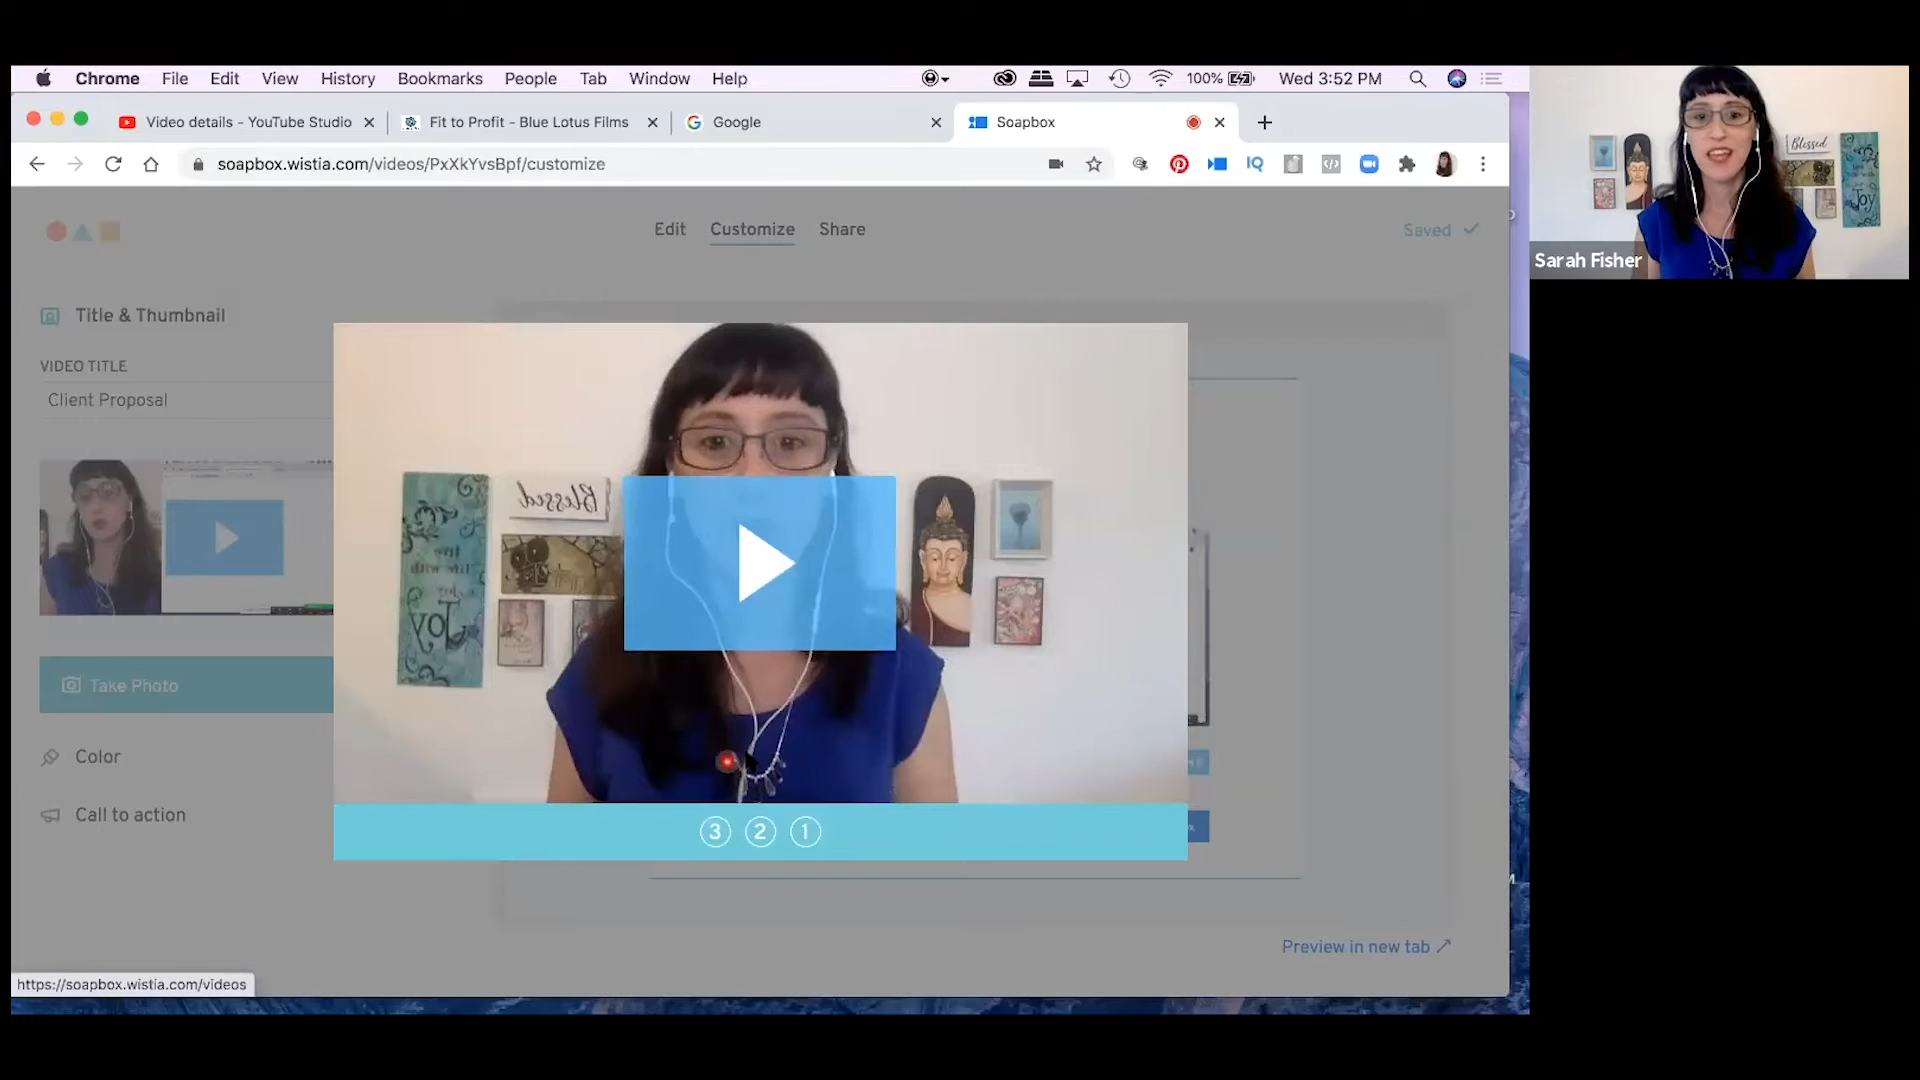 Chrome File Edit View History Bookmarks People Tab Window Help 100% Wed 3:52 PM
Video details - YouTube Studio Fit to Profit - Blue Lotus Films Google Soapbox
soapbox.wistia.com/videos/PxXkYvsBpf/customize
Edit Customize Share
Saved
Title & Thumbnail
VIDEO TITLE
Client Proposal
Take Photo
Color
Call to action
Blessed
Joy
3 2 1
Preview in new tab
https://soapbox.wistia.com/videos
Blessed
Joy
Sarah Fisher